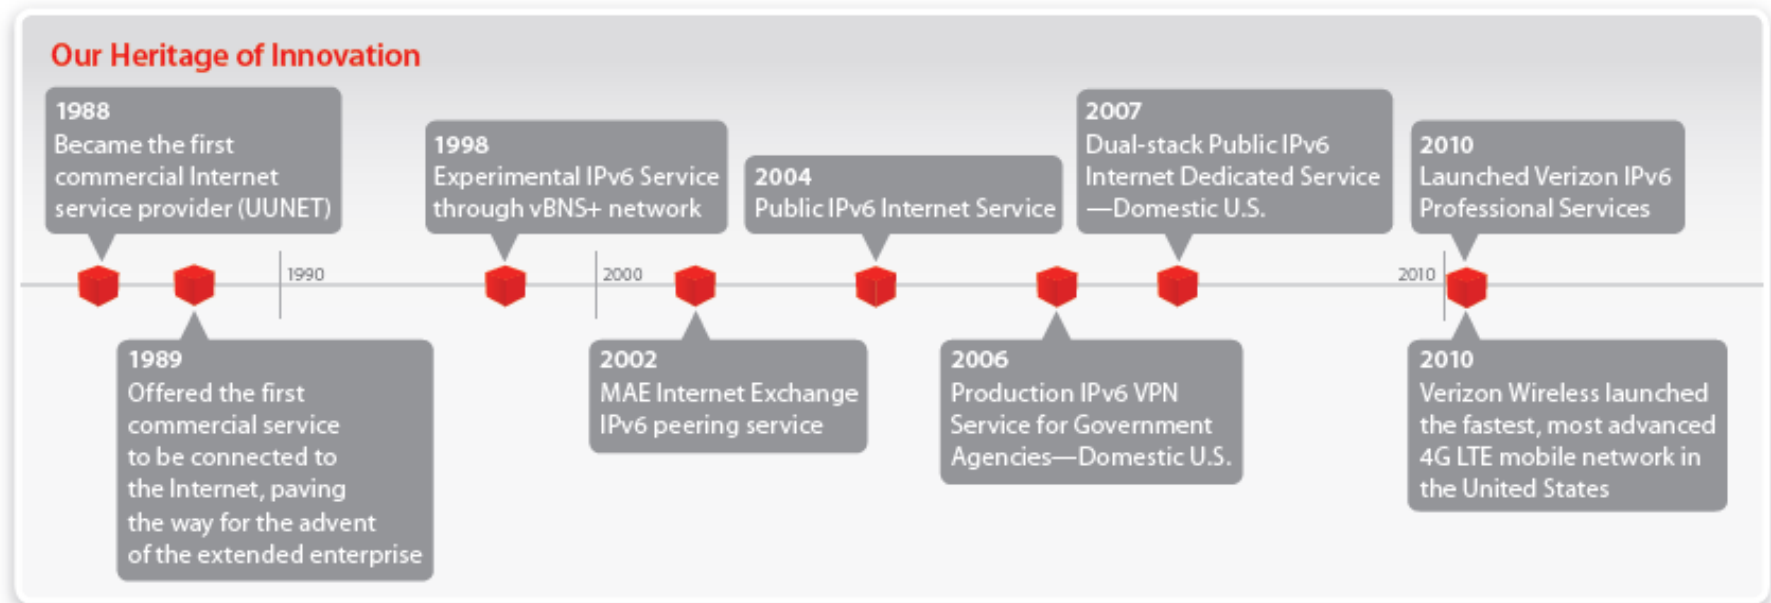 Our Heritage of Innovation
1988
Became the first
commercial Internet
service provider (UUNET)
1998
Experimental IPv6 Service
through vBNS+ network
2004
Public IPv6 Internet Service
2007
Dual-stack Public IPv6
Internet Dedicated Service
—Domestic U.S.
2010
Launched Verizon IPv6
Professional Services
1990
2000
2010
1989
Offered the first
commercial service
to be connected to
the Internet, paving
the way for the advent
of the extended enterprise
2002
MAE Internet Exchange
IPv6 peering service
2006
Production IPv6 VPN
Service for Government
Agencies—Domestic U.S.
2010
Verizon Wireless launched
the fastest, most advanced
4G LTE mobile network in
the United States